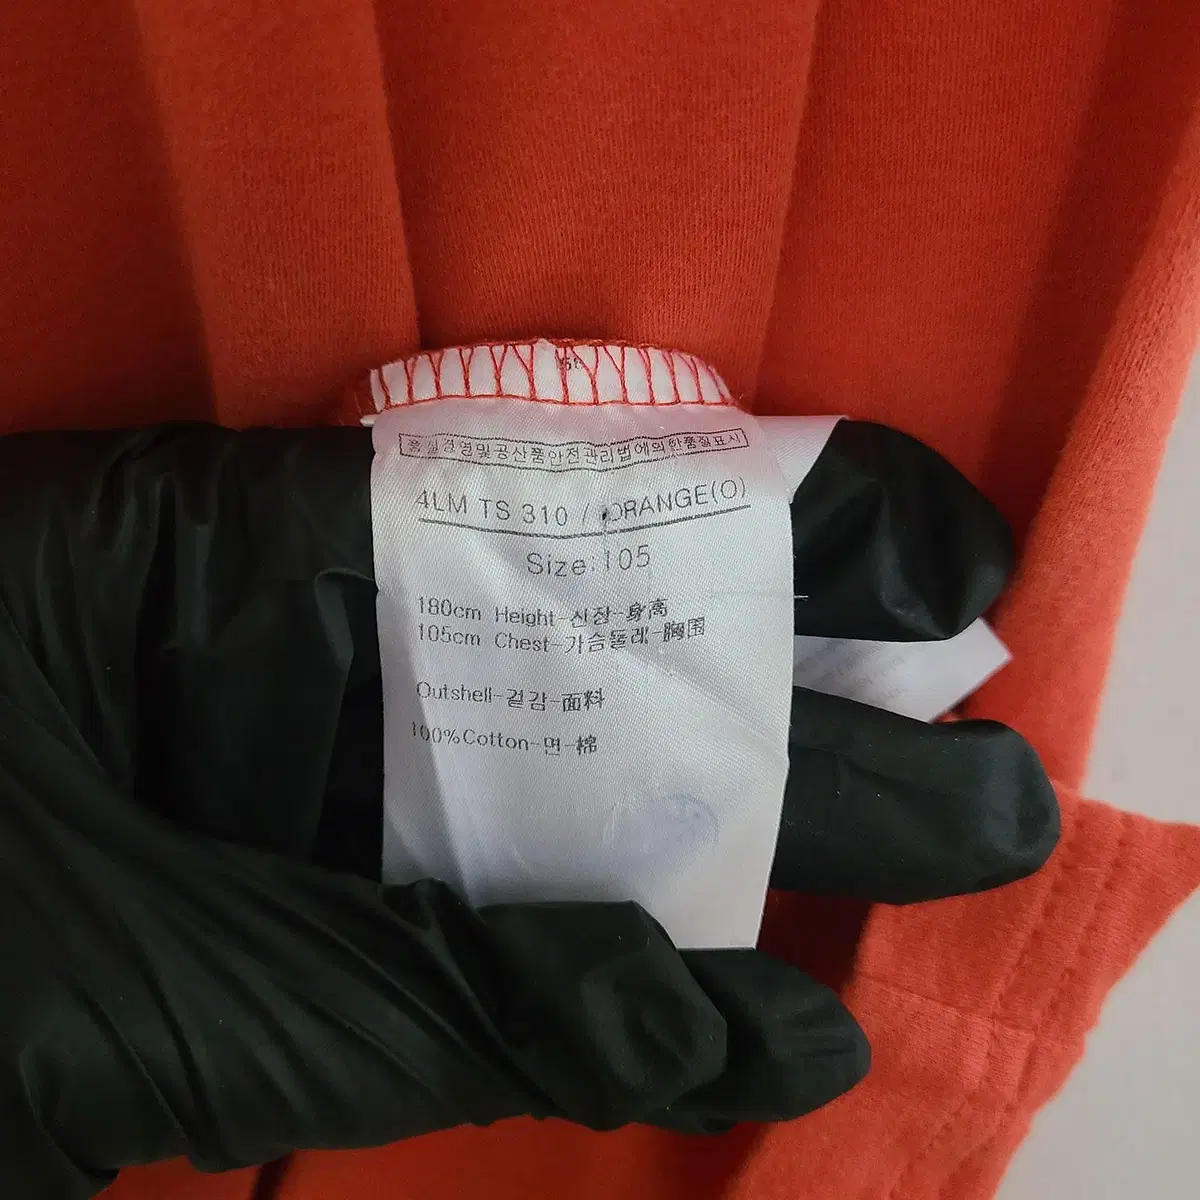 품질경영및공산품안전관리법에의한품질표시
4LM TS 310 / ORANGE(O)
Size:105
180cm Height-신장-身高
105cm Chest-가슴둘레-胸围
Outshell-겉감-面料
100%Cotton-면-棉